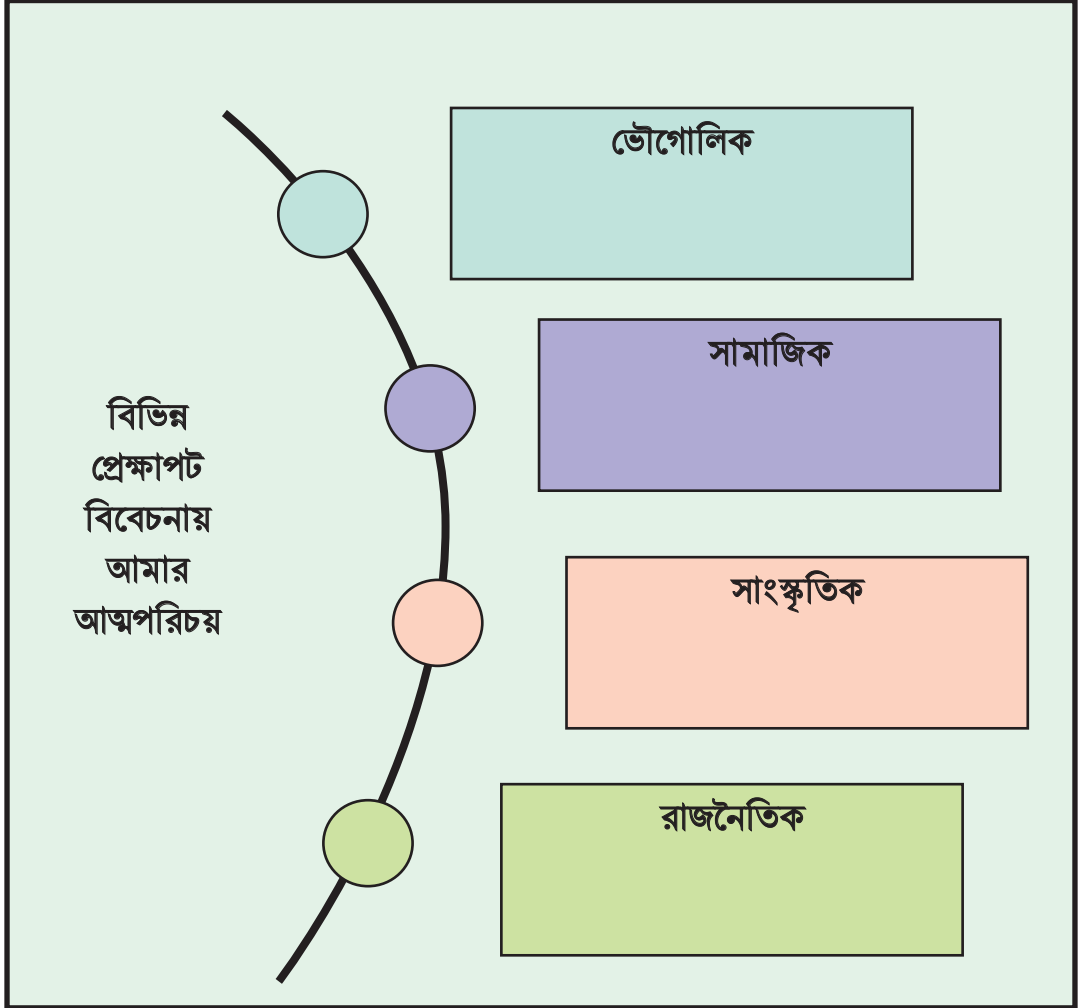 বিভিন্ন
প্রেক্ষাপট
বিবেচনায়
আমার
আত্মপরিচয়
ভৌগোলিক
সামাজিক
সাংস্কৃতিক
রাজনৈতিক